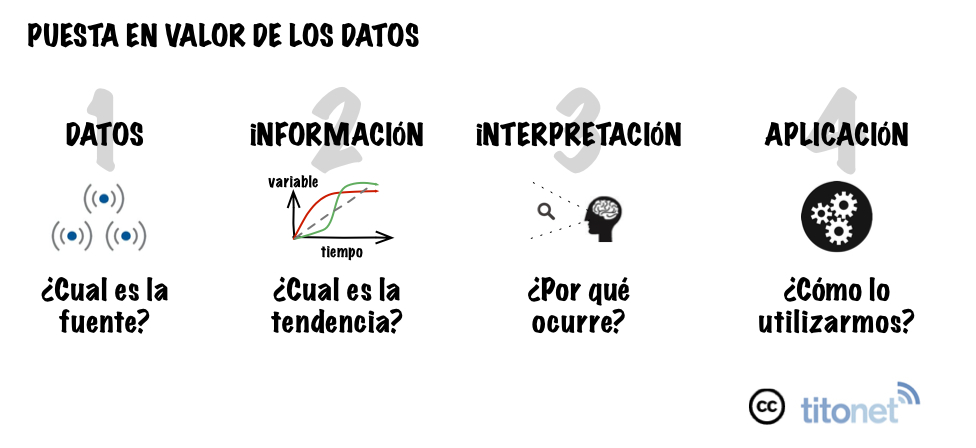 PUESTA EN VALOR DE LOS DATOS
1
DATOS
¿Cual es la
fuente?
2
iNFORMACIÓN
variable
tiempo
¿Cual es la
tendencia?
3
iNTERPRETACIÓN
¿Por qué
ocurre?
4
APLICACIÓN
¿Cómo lo
utilizarmos?
cc titonet